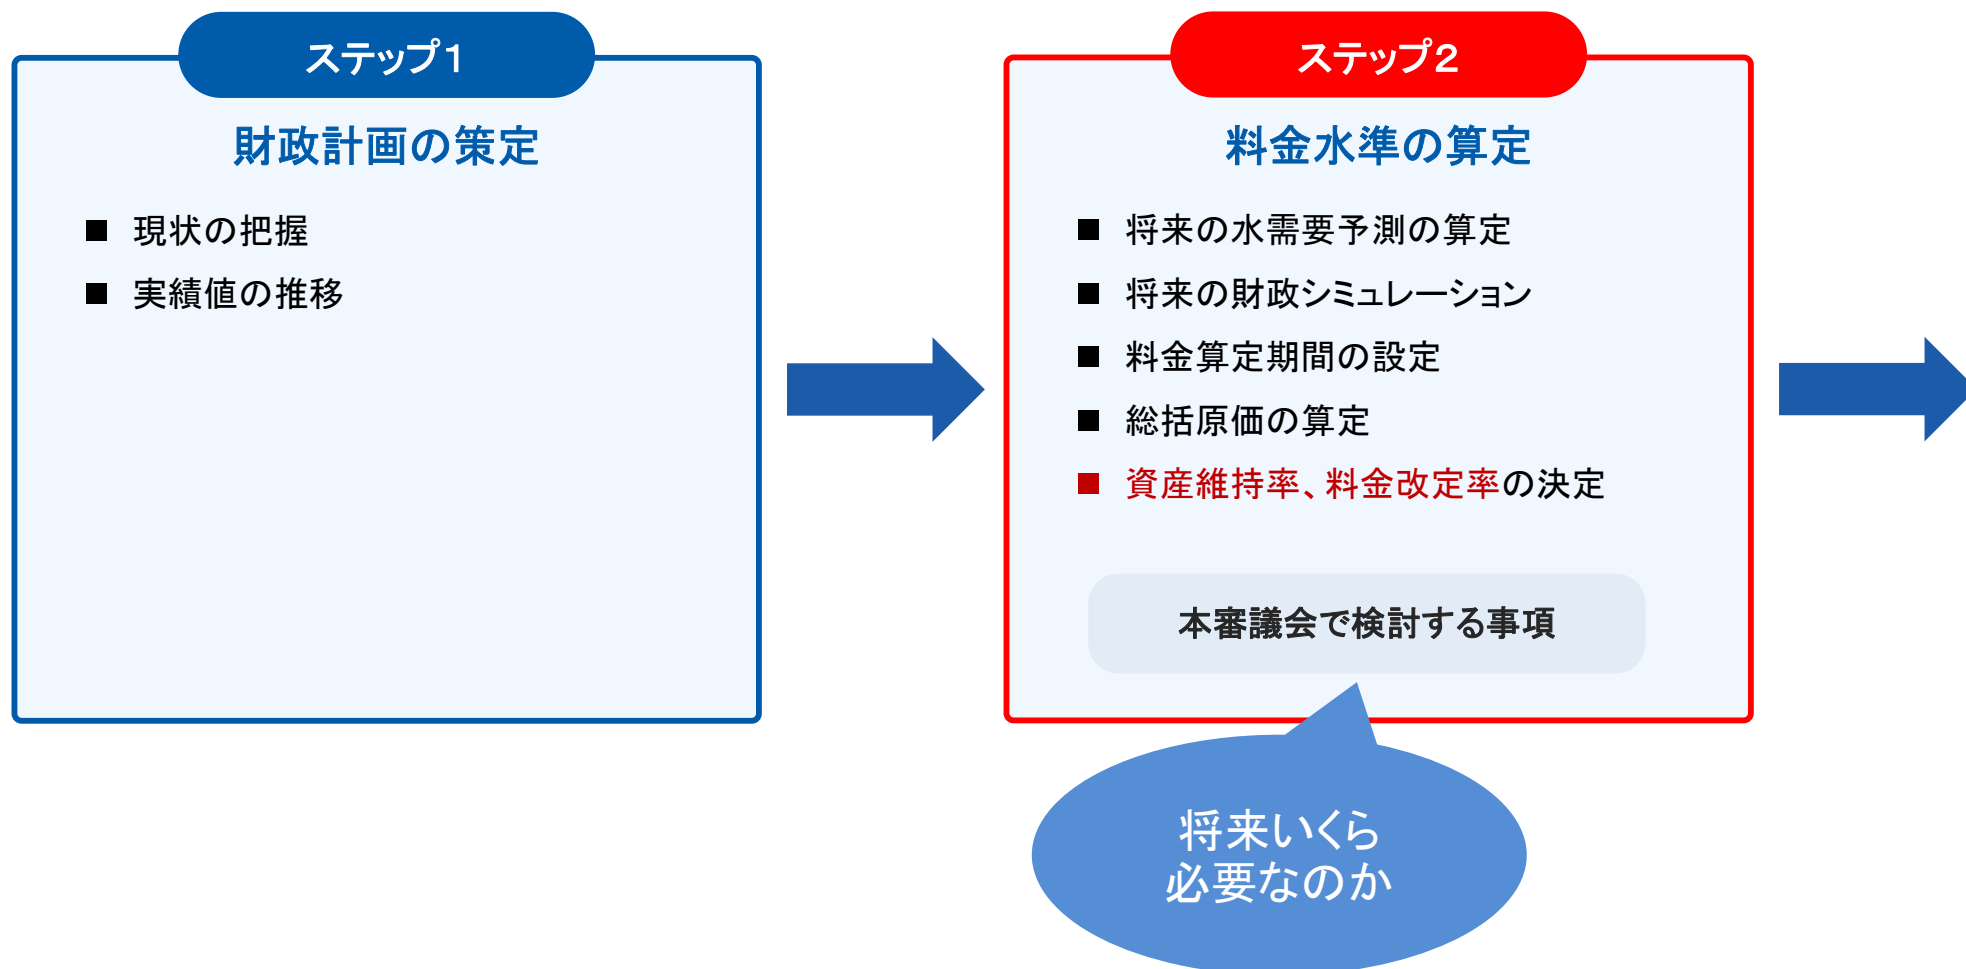 ステップ1
財政計画の策定
現状の把握
実績値の推移
ステップ2
料金水準の算定
将来の水需要予測の算定
将来の財政シミュレーション
料金算定期間の設定
総括原価の算定
資産維持率、料金改定率の決定
本審議会で検討する事項
将来いくら
必要なのか